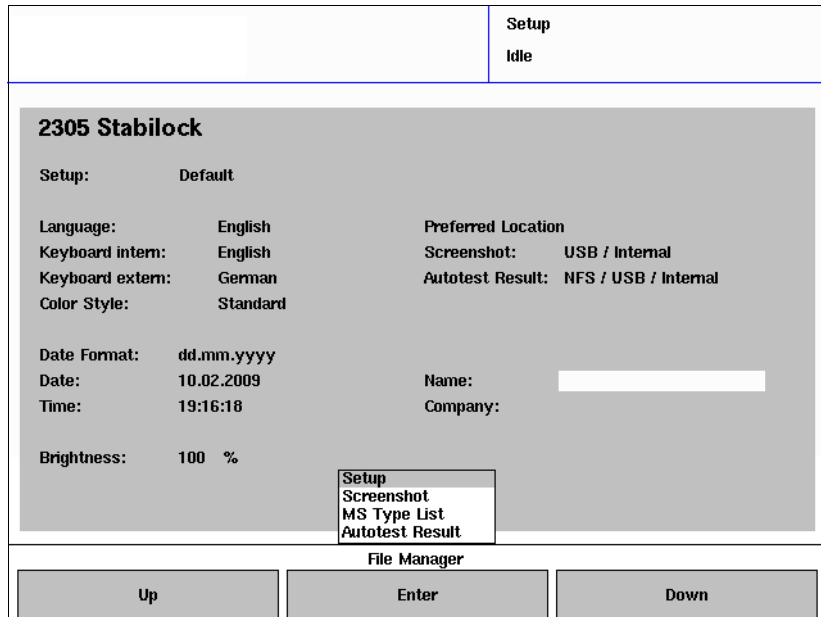 Setup
Idle
2305 Stabilock
Setup: Default
Language: English
Keyboard intern: English
Keyboard extern: German
Color Style: Standard
Preferred Location
Screenshot: USB / Internal
Autotest Result: NFS / USB / Internal
Date Format: dd.mm.yyyy
Date: 10.02.2009
Time: 19:16:18
Name:
Company:
Brightness: 100 %
Setup
Screenshot
MS Type List
Autotest Result
File Manager
Up Enter Down